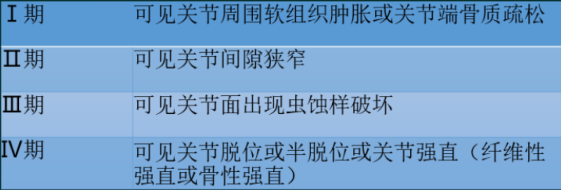 Ⅰ期 可见关节周围软组织肿胀或关节端骨质疏松
Ⅱ期 可见关节间隙狭窄
Ⅲ期 可见关节面出现虫蚀样破坏
Ⅳ期 可见关节脱位或半脱位或关节强直（纤维性
强直或骨性强直）